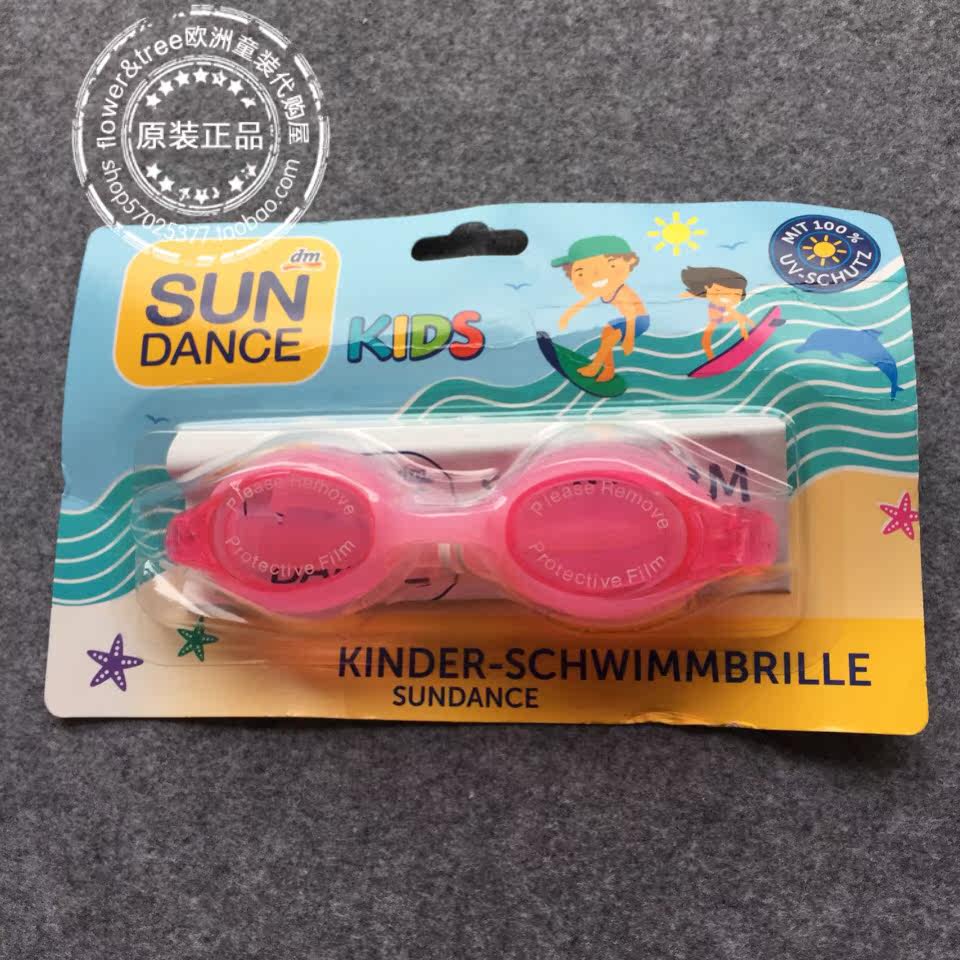 flower&tree欧洲童装代购屋
原装正品
shop57025377.taobao.com
dm
SUN
DANCE
KIDS
MIT 100 %
UV-SCHUTZ
Please Remove
Protective Film
Please Remove
Protective Film
KINDER-SCHWIMMBRILLE
SUNDANCE